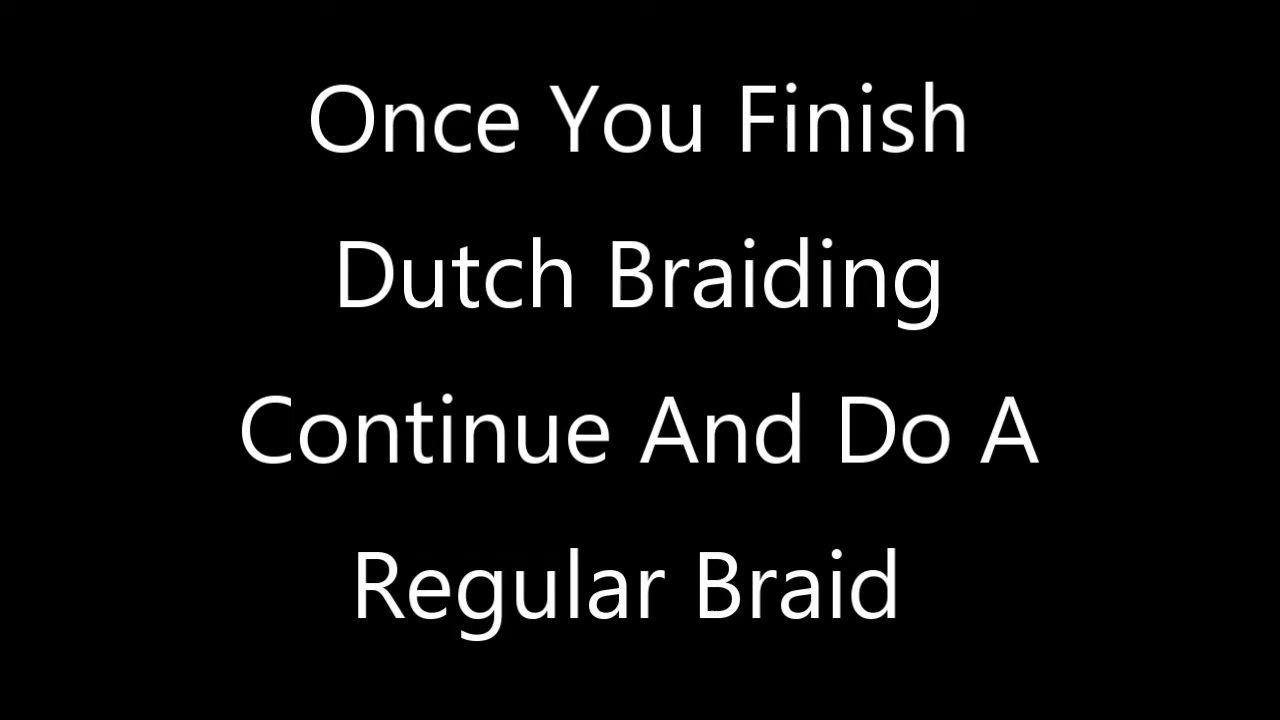 Once You Finish
Dutch Braiding
Continue And Do A
Regular Braid